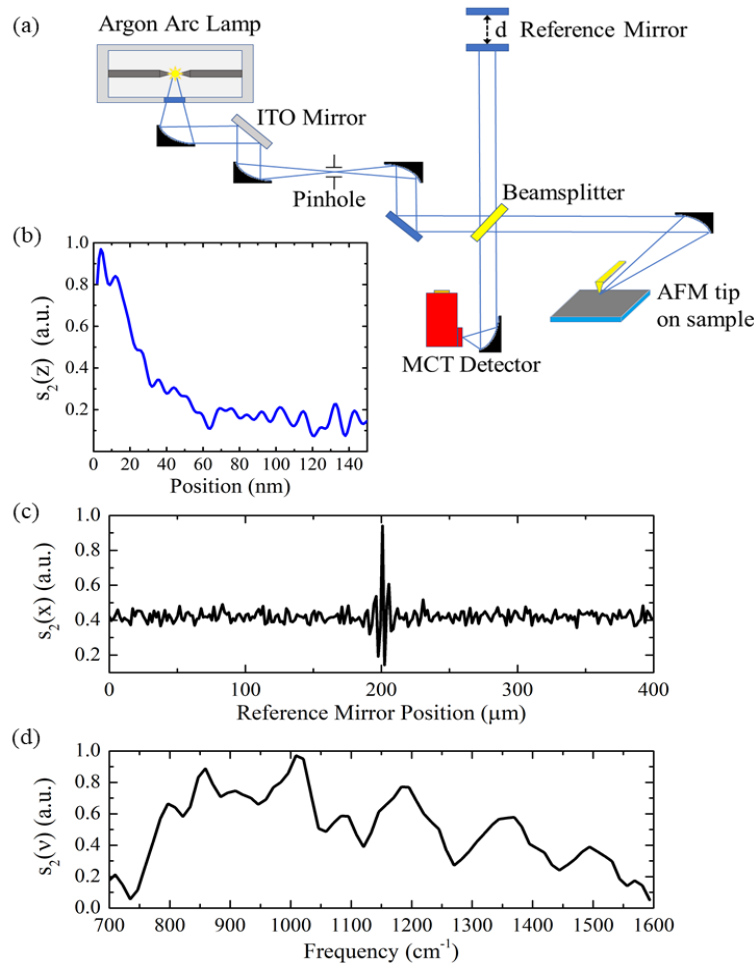 (a)
Argon Arc Lamp
d
Reference Mirror
ITO Mirror
Pinhole
Beamsplitter
AFM tip
on sample
MCT Detector
(b)
s₂(z) (a.u.)
1.0
0.8
0.6
0.4
0.2
0 20 40 60 80 100 120 140
Position (nm)
(c)
s₂(x) (a.u.)
1.0
0.8
0.6
0.4
0.2
0 100 200 300 400
Reference Mirror Position (μm)
(d)
s₂(ν) (a.u.)
1.0
0.8
0.6
0.4
0.2
0.0
700 800 900 1000 1100 1200 1300 1400 1500 1600
Frequency (cm⁻¹)